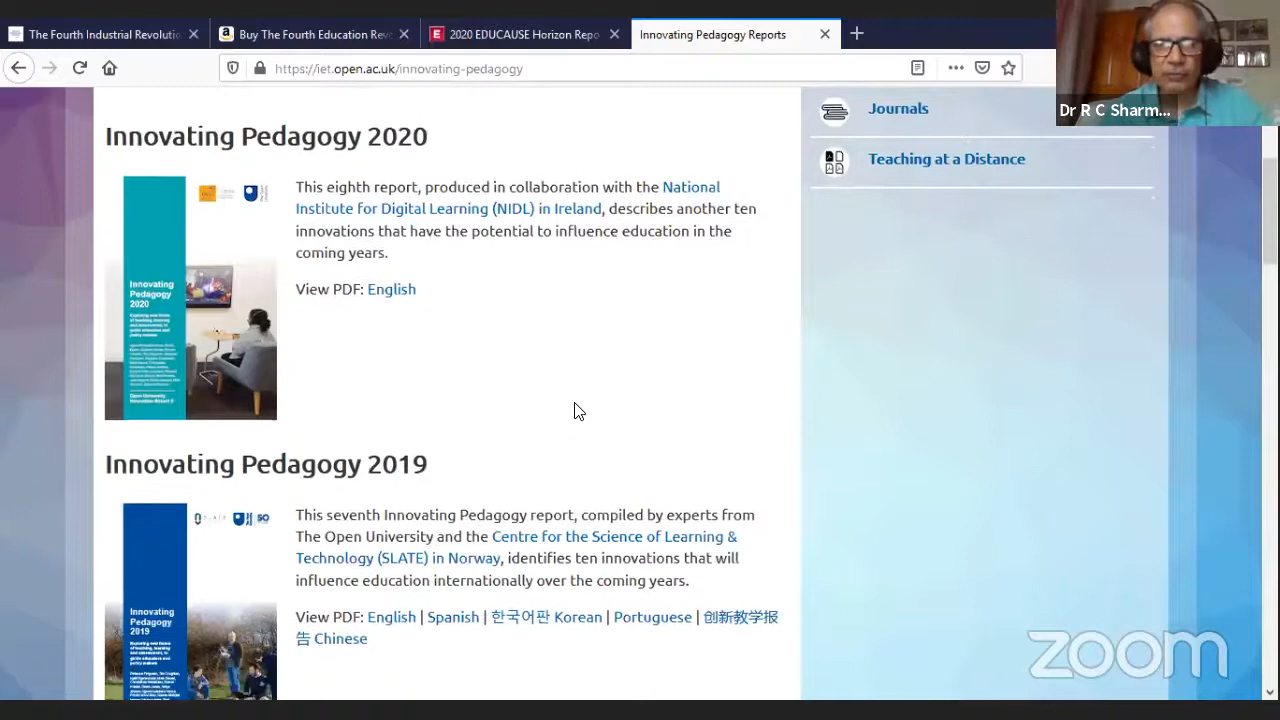 The Fourth Industrial Revolutio
Buy The Fourth Education Rev
2020 EDUCAUSE Horizon Repo
Innovating Pedagogy Reports
https://iet.open.ac.uk/innovating-pedagogy
Dr R C Sharm...
Innovating Pedagogy 2020
Innovating
Pedagogy
2020
This eighth report, produced in collaboration with the National
Institute for Digital Learning (NIDL) in Ireland, describes another ten
innovations that have the potential to influence education in the
coming years.
View PDF: English
Journals
Teaching at a Distance
Innovating Pedagogy 2019
Innovating
Pedagogy
2019
This seventh Innovating Pedagogy report, compiled by experts from
The Open University and the Centre for the Science of Learning &
Technology (SLATE) in Norway, identifies ten innovations that will
influence education internationally over the coming years.
View PDF: English | Spanish | 한국어판 Korean | Portuguese | 创新教学报
告 Chinese
zoom